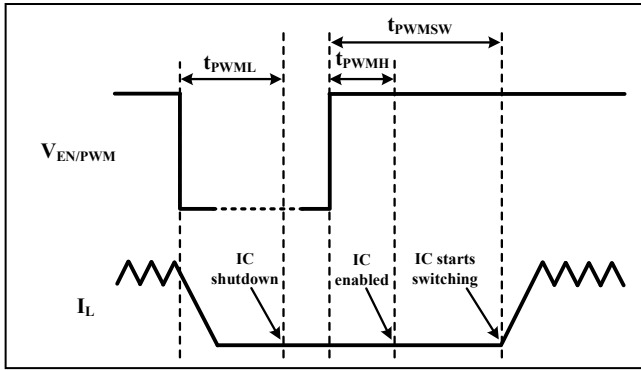 tPWMSW
tPWML
tPWMH
VEN/PWM
IC
shutdown
IC
enabled
IC starts
switching
IL